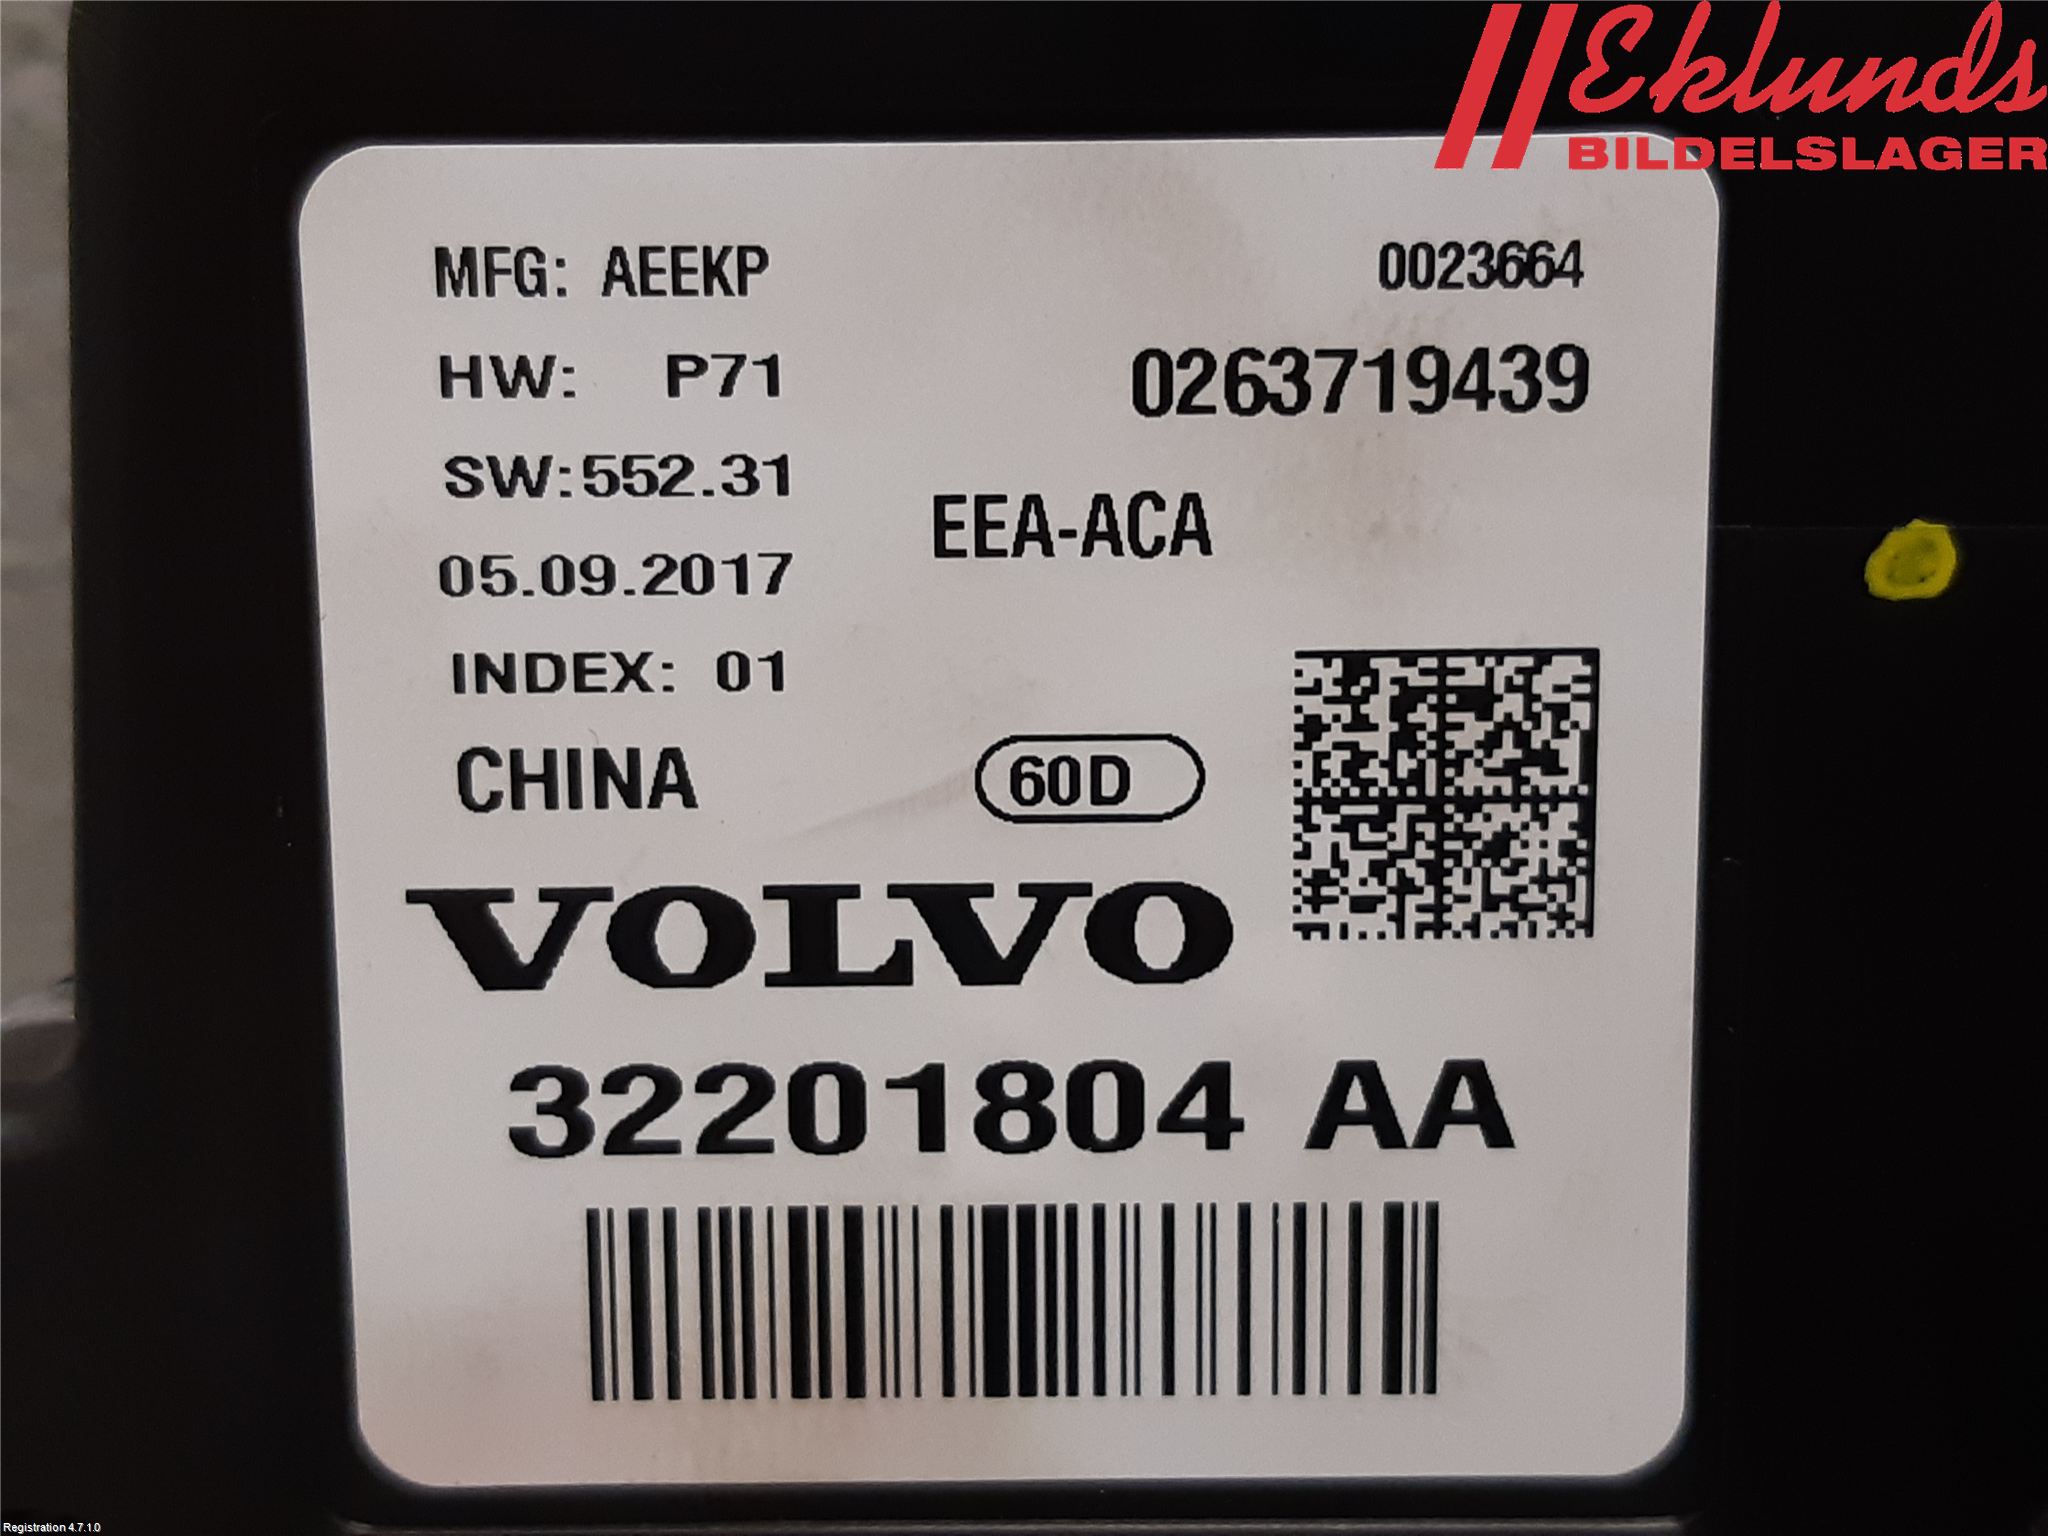 Eklunds
BILDELSLAGER
MFG: AEEKP
0023664
HW: P71
0263719439
SW:552.31
EEA-ACA
05.09.2017
INDEX: 01
CHINA
60D
VOLVO
32201804 AA
Registration 4.7.1.0